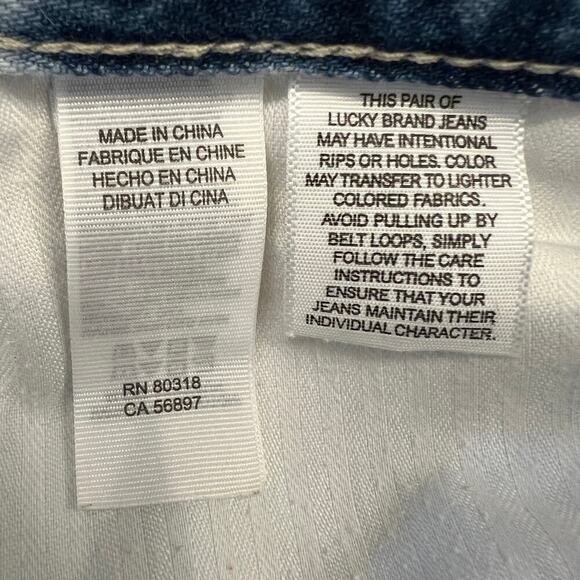 MADE IN CHINA
FABRIQUE EN CHINE
HECHO EN CHINA
DIBUAT DI CINA
RN 80318
CA 56897
THIS PAIR OF
LUCKY BRAND JEANS
MAY HAVE INTENTIONAL
RIPS OR HOLES. COLOR
MAY TRANSFER TO LIGHTER
COLORED FABRICS.
AVOID PULLING UP BY
BELT LOOPS, SIMPLY
FOLLOW THE CARE
INSTRUCTIONS TO
ENSURE THAT YOUR
JEANS MAINTAIN THEIR
INDIVIDUAL CHARACTER.